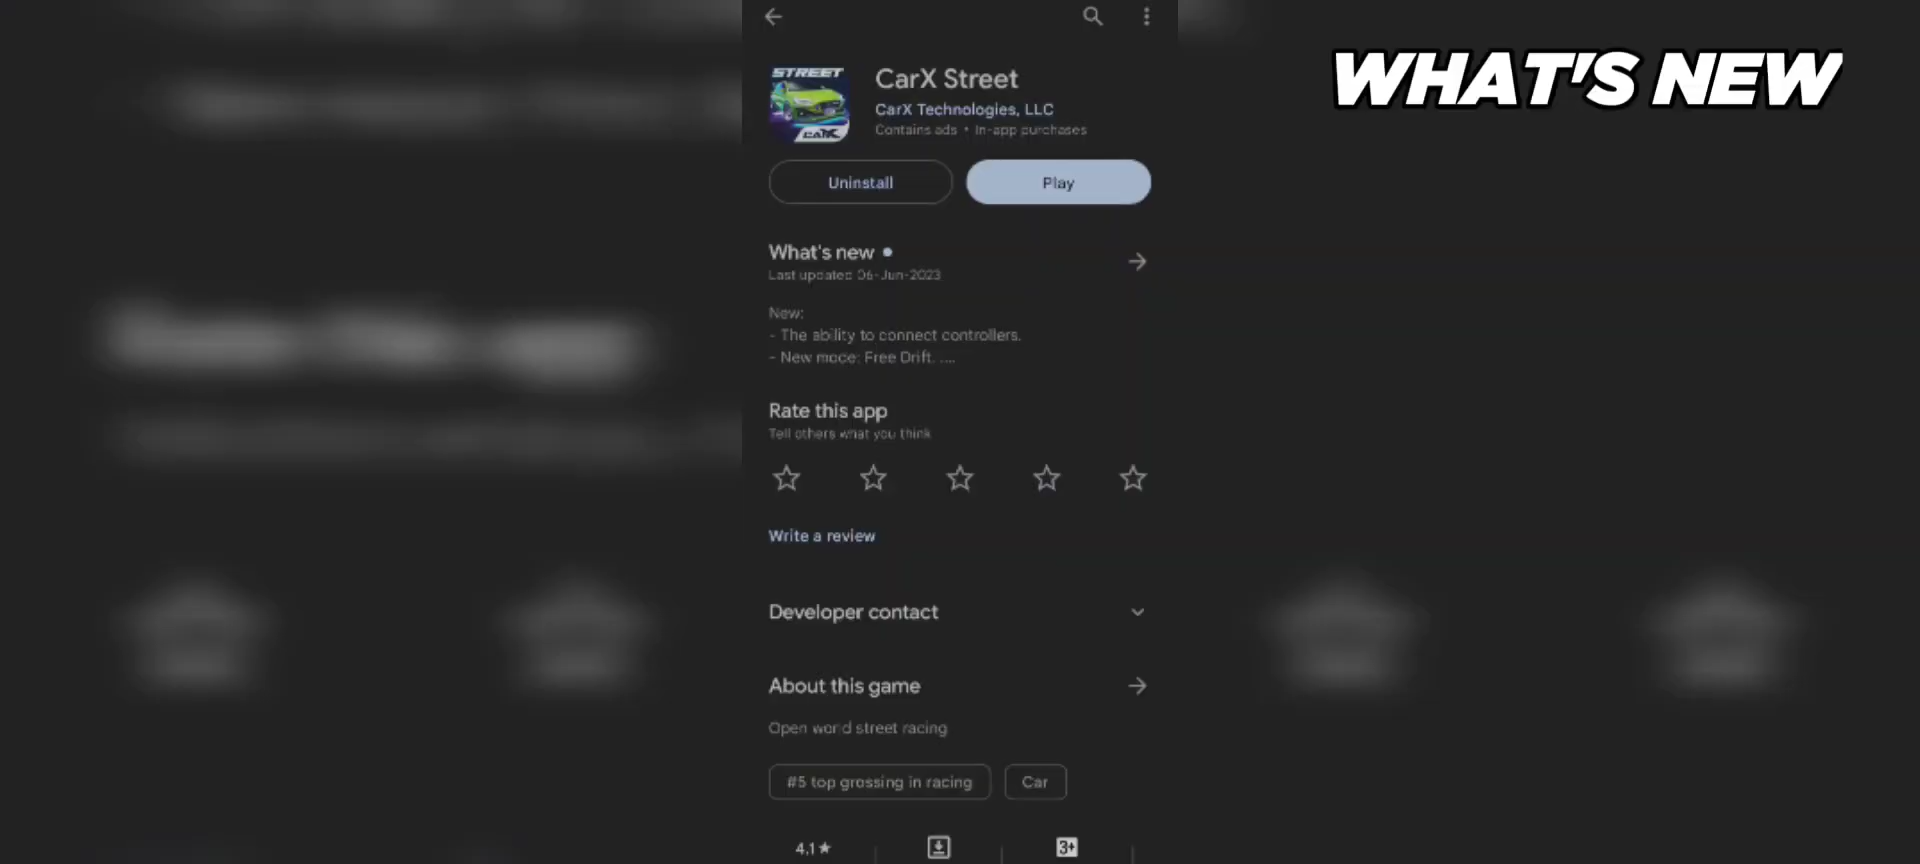 WHAT'S NEW
STREET
CarX
CarX Street
CarX Technologies, LLC
Contains ads • In-app purchases
Uninstall
Play
What's new •
Last updated 06-Jun-2023
New:
- The ability to connect controllers.
- New mode: Free Drift. ....
Rate this app
Tell others what you think
Write a review
Developer contact
About this game
Open world street racing
#5 top grossing in racing
Car
4.1★
3+